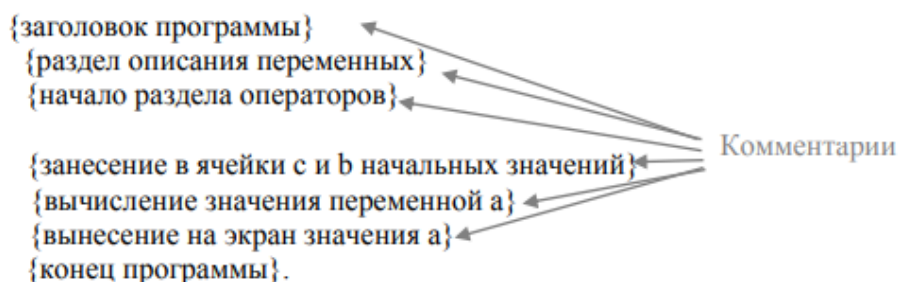 {заголовок программы}
{раздел описания переменных}
{начало раздела операторов}
Комментарии
{занесение в ячейки c и b начальных значений}
{вычисление значения переменной a}
{вынесение на экран значения a}
{конец программы}.